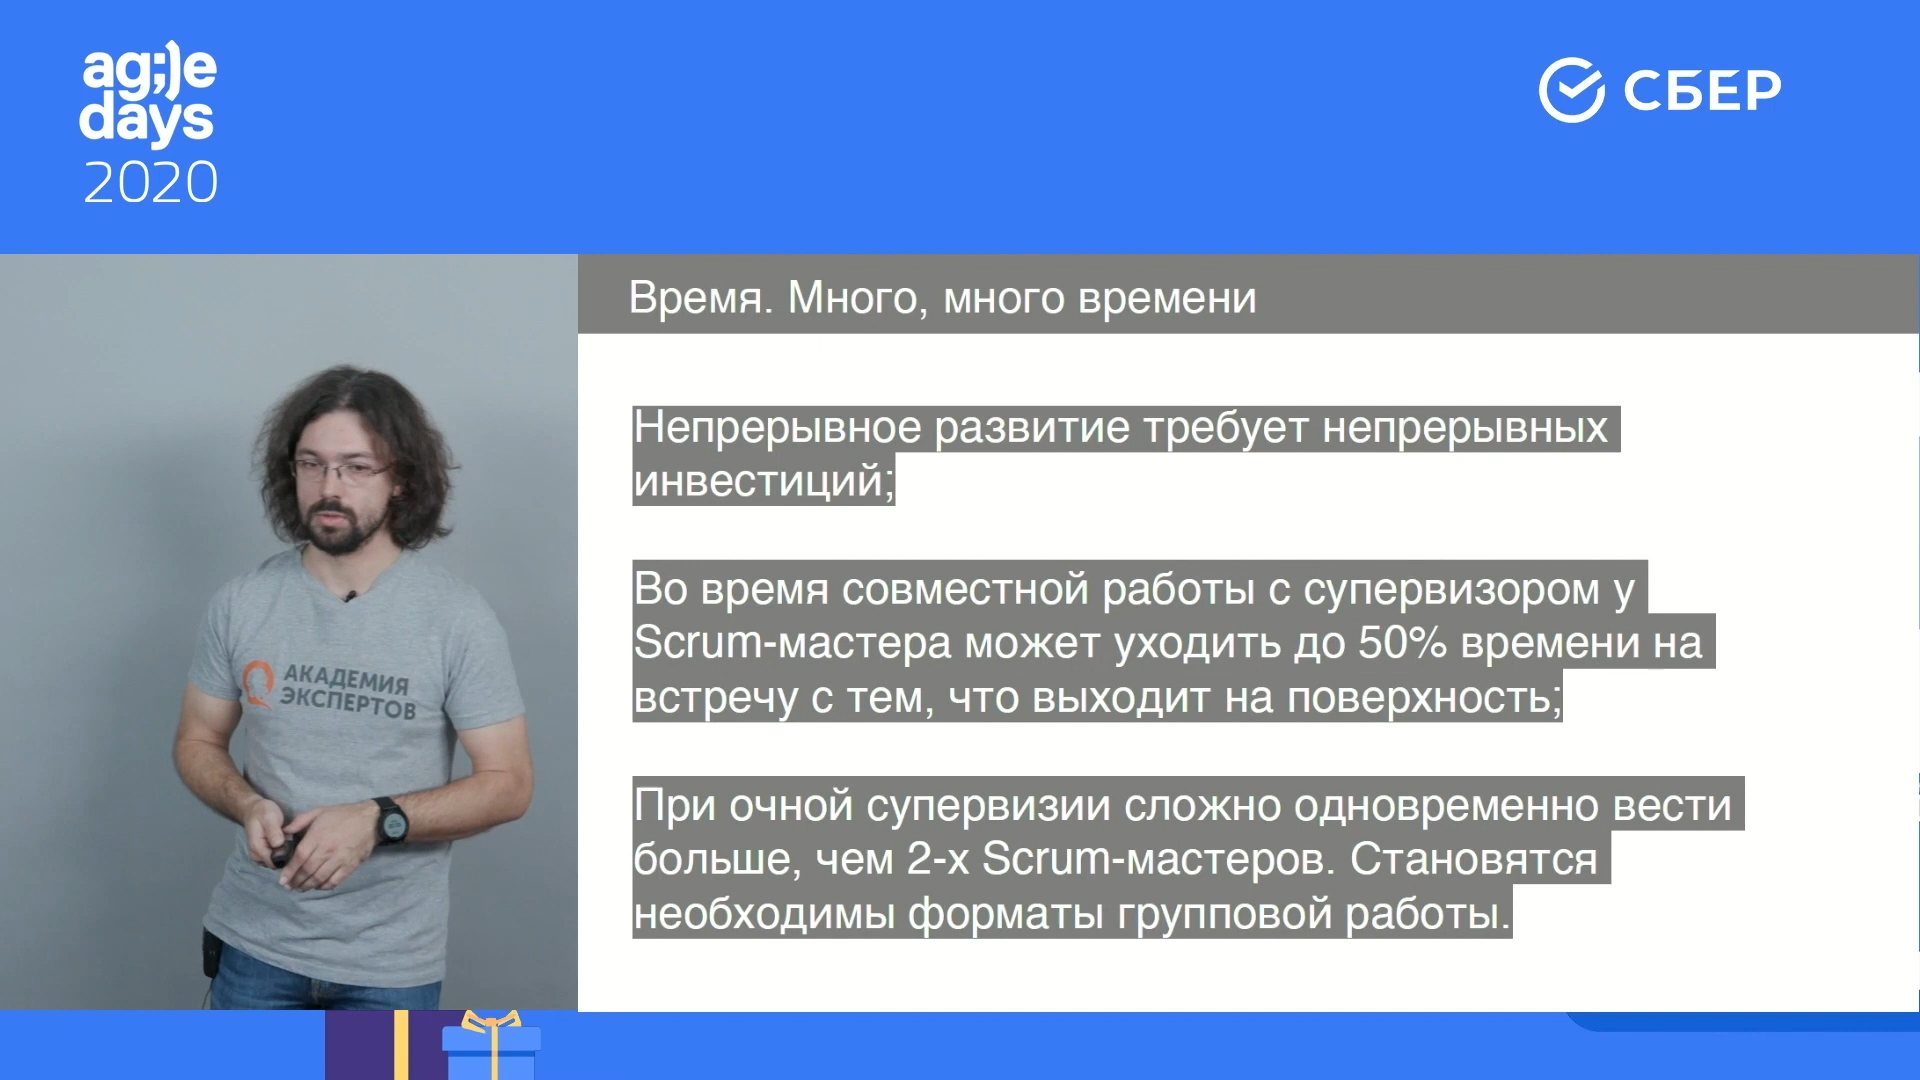 ag;le
days
2020
СБЕР
Время. Много, много времени
Непрерывное развитие требует непрерывных
инвестиций;
Во время совместной работы с супервизором у
Scrum-мастера может уходить до 50% времени на
встречу с тем, что выходит на поверхность;
При очной супервизии сложно одновременно вести
больше, чем 2-х Scrum-мастеров. Становятся
необходимы форматы групповой работы.
АКАДЕМИЯ
ЭКСПЕРТОВ